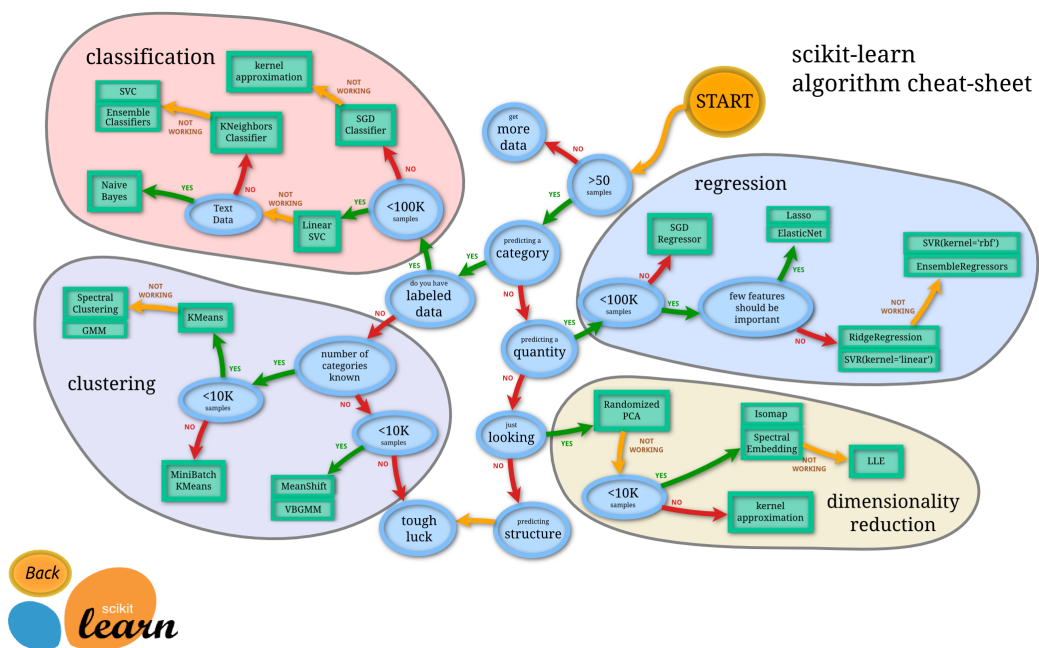 scikit-learn
algorithm cheat-sheet
START
get
more
data
NO
>50
samples
YES
predicting a
category
YES
NO
do you have
labeled
data
YES
NO
predicting a
quantity
YES
NO
just
looking
YES
NO
predicting
structure
tough
luck
classification
kernel
approximation
NOT
WORKING
SGD
Classifier
NO
<100K
samples
YES
Linear
SVC
NOT
WORKING
Text
Data
YES
Naive
Bayes
NO
KNeighbors
Classifier
NOT
WORKING
SVC
Ensemble
Classifiers
regression
<100K
samples
NO
SGD
Regressor
YES
few features
should be
important
YES
Lasso
ElasticNet
NO
RidgeRegression
SVR(kernel='linear')
NOT
WORKING
SVR(kernel='rbf')
EnsembleRegressors
clustering
number of
categories
known
YES
<10K
samples
YES
KMeans
NOT
WORKING
Spectral
Clustering
GMM
NO
MiniBatch
KMeans
NO
<10K
samples
YES
MeanShift
VBGMM
NO
dimensionality
reduction
Randomized
PCA
NOT
WORKING
<10K
samples
YES
Isomap
Spectral
Embedding
NOT
WORKING
LLE
NO
kernel
approximation
Back
scikit
learn